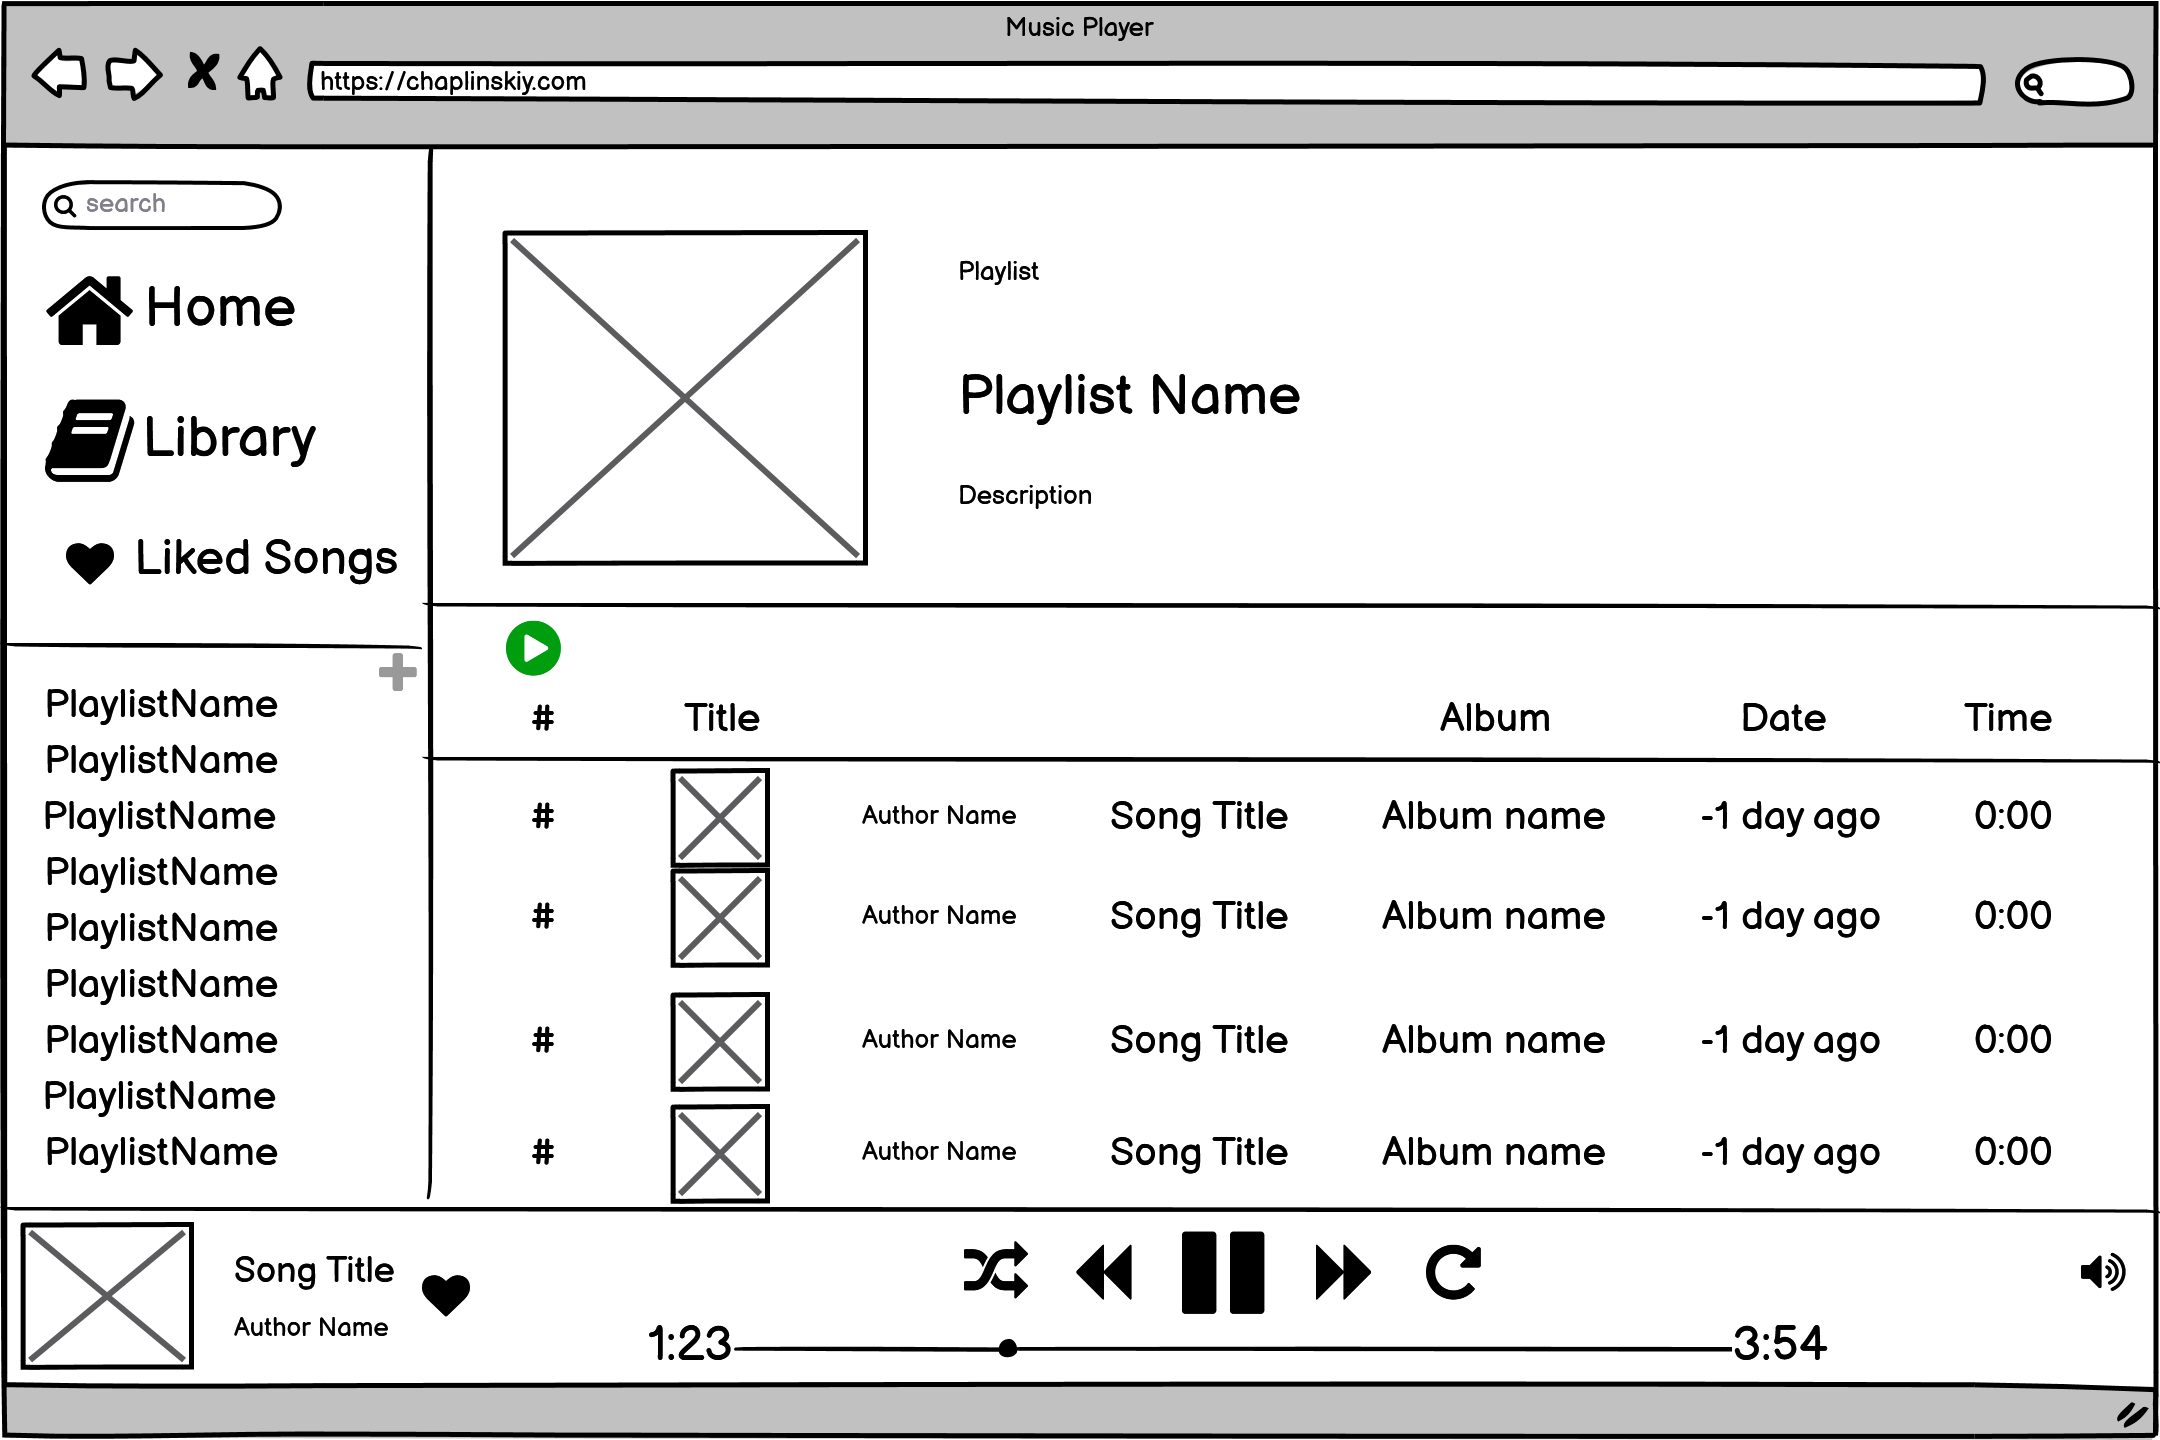 Music Player
https://chaplinskiy.com
search
Home
Library
Liked Songs
PlaylistName
PlaylistName
PlaylistName
PlaylistName
PlaylistName
PlaylistName
PlaylistName
PlaylistName
PlaylistName
Playlist
Playlist Name
Description
# Title Album Date Time
# Author Name Song Title Album name -1 day ago 0:00
# Author Name Song Title Album name -1 day ago 0:00
# Author Name Song Title Album name -1 day ago 0:00
# Author Name Song Title Album name -1 day ago 0:00
Song Title
Author Name
1:23 3:54